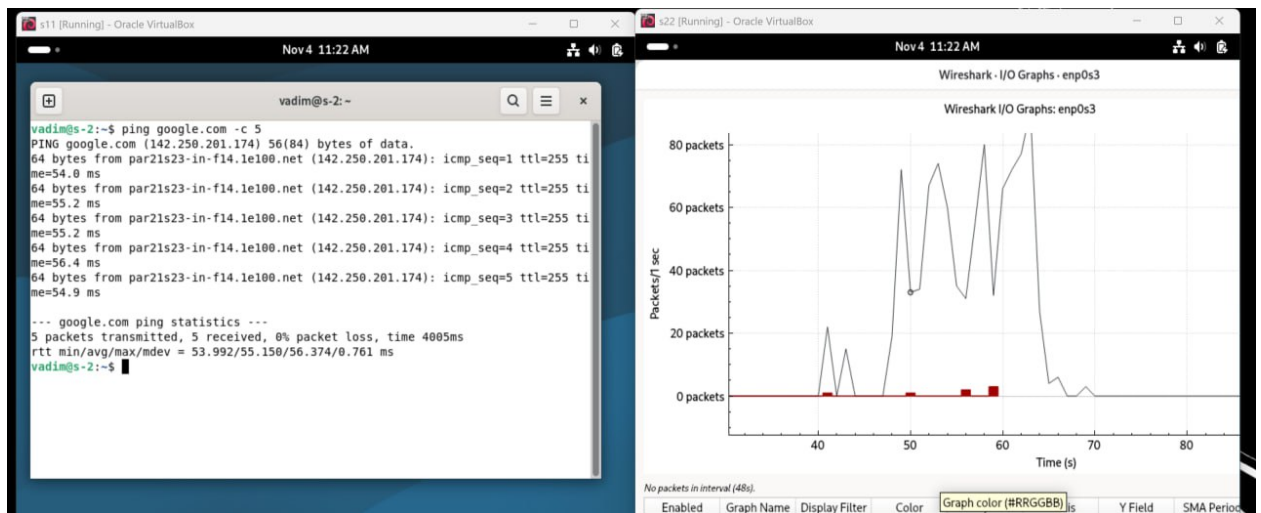 s11 [Running] - Oracle VirtualBox
Nov 4 11:22 AM
vadim@s-2: ~
vadim@s-2:~$ ping google.com -c 5
PING google.com (142.250.201.174) 56(84) bytes of data.
64 bytes from par21s23-in-f14.1e100.net (142.250.201.174): icmp_seq=1 ttl=255 ti
me=54.0 ms
64 bytes from par21s23-in-f14.1e100.net (142.250.201.174): icmp_seq=2 ttl=255 ti
me=55.2 ms
64 bytes from par21s23-in-f14.1e100.net (142.250.201.174): icmp_seq=3 ttl=255 ti
me=55.2 ms
64 bytes from par21s23-in-f14.1e100.net (142.250.201.174): icmp_seq=4 ttl=255 ti
me=56.4 ms
64 bytes from par21s23-in-f14.1e100.net (142.250.201.174): icmp_seq=5 ttl=255 ti
me=54.9 ms
--- google.com ping statistics ---
5 packets transmitted, 5 received, 0% packet loss, time 4005ms
rtt min/avg/max/mdev = 53.992/55.150/56.374/0.761 ms
vadim@s-2:~$
s22 [Running] - Oracle VirtualBox
Nov 4 11:22 AM
Wireshark · I/O Graphs · enp0s3
Wireshark I/O Graphs: enp0s3
80 packets
60 packets
40 packets
20 packets
0 packets
Packets/1 sec
40 50 60 70 80
Time (s)
No packets in interval (48s).
Graph color (#RRGGBB)
Enabled Graph Name Display Filter Color Y Field SMA Period